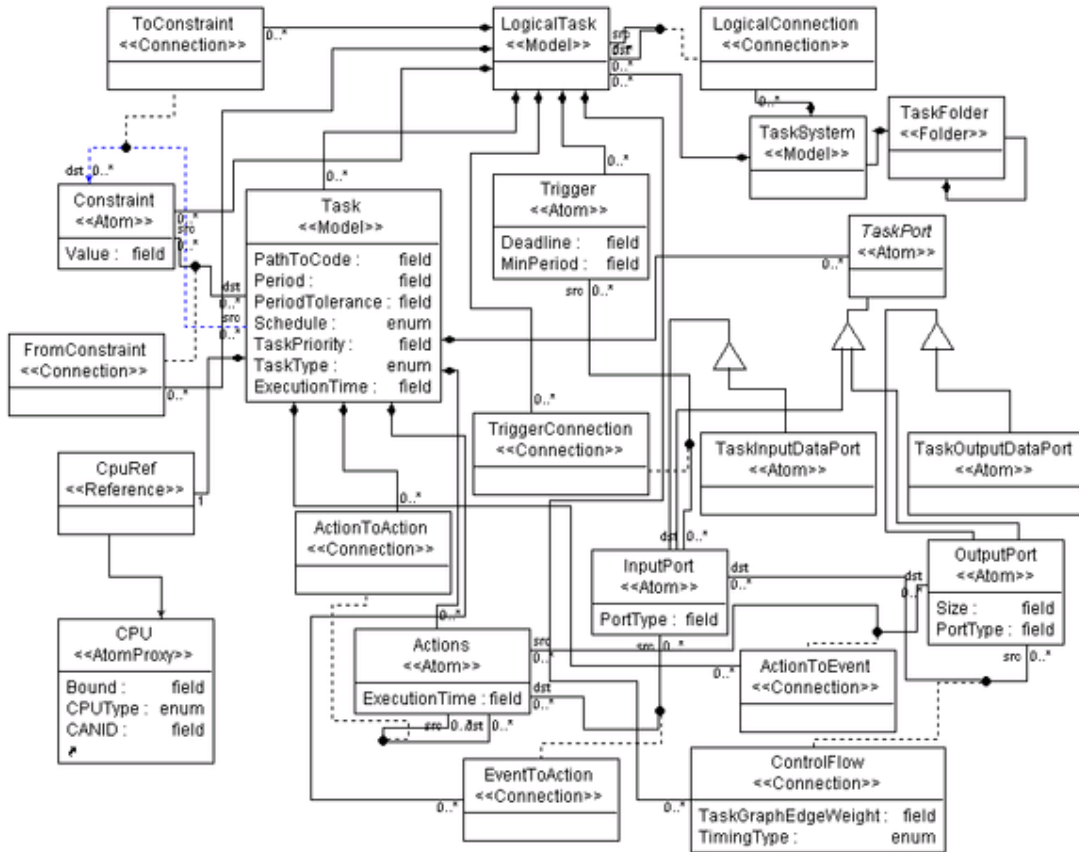 ToConstraint
<<Connection>>
0..*
LogicalTask
<<Model>>
src
0..*
dst
0..*
0..*
LogicalConnection
<<Connection>>
0..*
TaskSystem
<<Model>>
TaskFolder
<<Folder>>
dst 0..*
Constraint
<<Atom>>
Value : field
0..*
src
0..*
0..*
Task
<<Model>>
PathToCode : field
Period : field
PeriodTolerance : field
Schedule : enum
TaskPriority : field
TaskType : enum
ExecutionTime : field
dst
0..*
src
0..*
0..*
Trigger
<<Atom>>
Deadline : field
MinPeriod : field
src 0..*
TaskPort
<<Atom>>
0..*
FromConstraint
<<Connection>>
0..*
0..*
TriggerConnection
<<Connection>>
TaskInputDataPort
<<Atom>>
TaskOutputDataPort
<<Atom>>
CpuRef
<<Reference>>
1
0..*
ActionToAction
<<Connection>>
dst 0..*
InputPort
<<Atom>>
PortType : field
dst
0..*
src 0..*
dst
0..*
OutputPort
<<Atom>>
Size : field
PortType : field
src 0..*
CPU
<<AtomProxy>>
Bound : field
CPUType : enum
CANID : field
0..*
Actions
<<Atom>>
ExecutionTime : field
src
0..*
dst
0..*
src 0..*
dst 0..*
0..*
ActionToEvent
<<Connection>>
0..*
EventToAction
<<Connection>>
0..*
ControlFlow
<<Connection>>
TaskGraphEdgeWeight : field
TimingType : enum